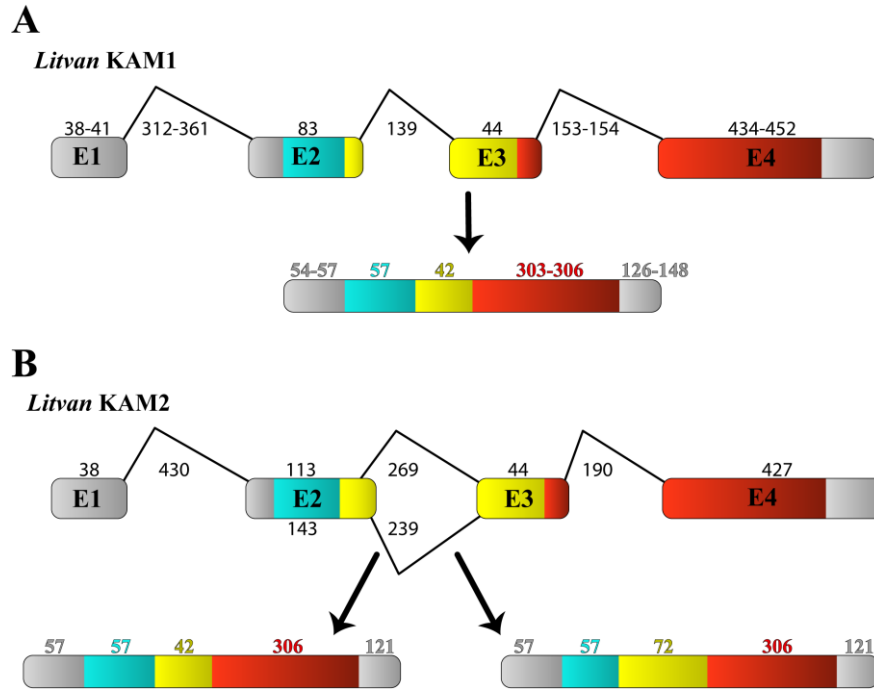 A
Litvan KAM1
38-41 312-361 83 139 44 153-154 434-452
E1 E2 E3 E4
54-57 57 42 303-306 126-148
B
Litvan KAM2
38 430 113 269 44 190 427
E1 E2 E3 E4
143 239
57 57 42 306 121 57 57 72 306 121